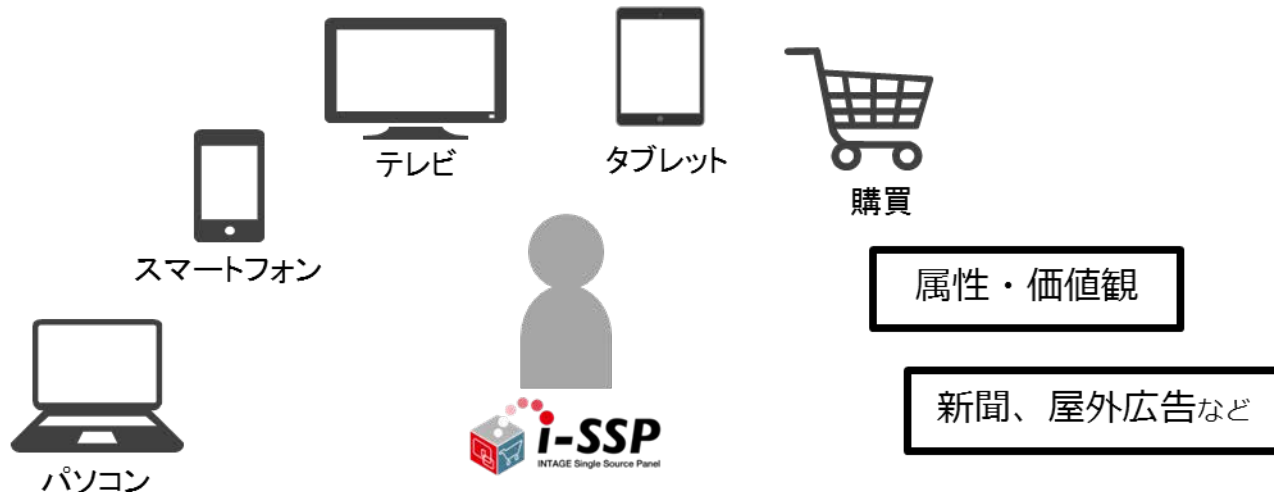 テレビ
タブレット
購買
スマートフォン
属性・価値観
新聞、屋外広告など
パソコン
i-SSP
INTAGE Single Source Panel